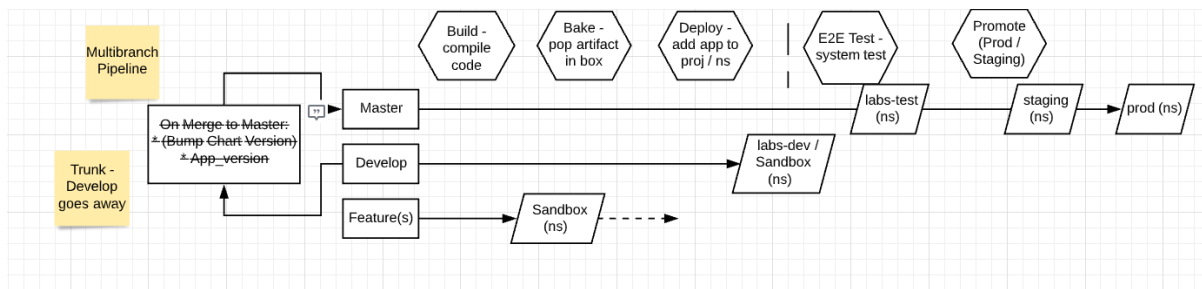 Multibranch
Pipeline
Build -
compile
code
Bake -
pop artifact
in box
Deploy -
add app to
proj / ns
E2E Test -
system test
Promote
(Prod /
Staging)
On Merge to Master:
* (Bump Chart Version)
* App_version
"
Master
labs-test
(ns)
staging
(ns)
prod (ns)
Trunk -
Develop
goes away
Develop
labs-dev /
Sandbox
(ns)
Feature(s)
Sandbox
(ns)